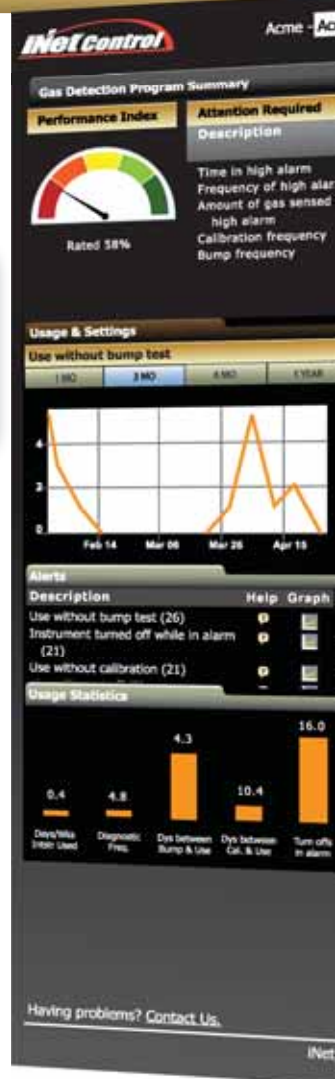 iNet Control
Acme - Ac
Gas Detection Program Summary
Performance Index
Rated 58%
Attention Required
Description
Time in high alarm
Frequency of high alar
Amount of gas sensed
high alarm
Calibration frequency
Bump frequency
Usage & Settings
Use without bump test
1 MO 3 MO 6 MO 1 YEAR
4
2
0
Feb 14 Mar 06 Mar 26 Apr 15
Alerts
Description Help Graph
Use without bump test (26)
Instrument turned off while in alarm
(21)
Use without calibration (21)
Usage Statistics
0.4 4.8 4.3 10.4 16.0
Days/Wks
Instr Used
Diagnostic
Freq.
Dys between
Bump & Use
Dys between
Cal. & Use
Turn offs
in alarm
Having problems? Contact Us.
iNet